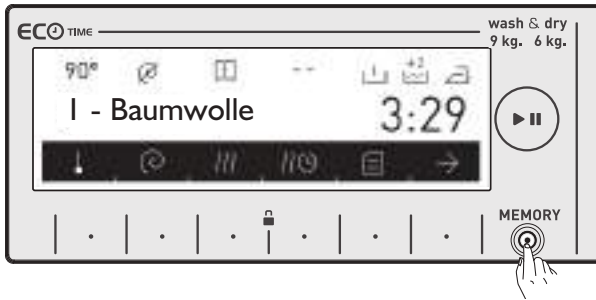 ECO TIME
wash & dry
9 kg. 6 kg.
90° -- +2
1 - Baumwolle 3:29
MEMORY